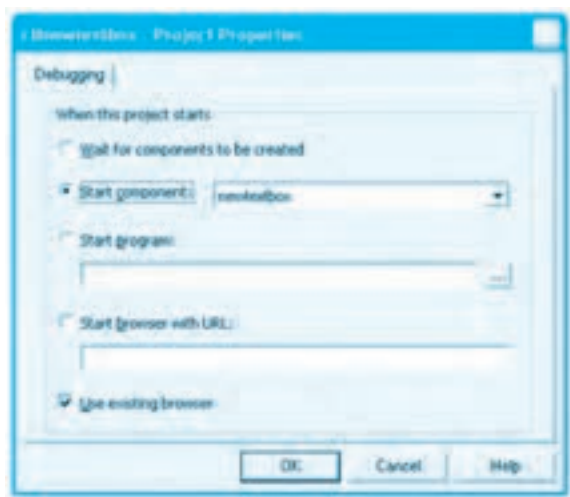 Project Properties
Debugging
When this project starts
Wait for components to be created
Start component:
Start program:
...
Start browser with URL:
Use existing browser
OK
Cancel
Help